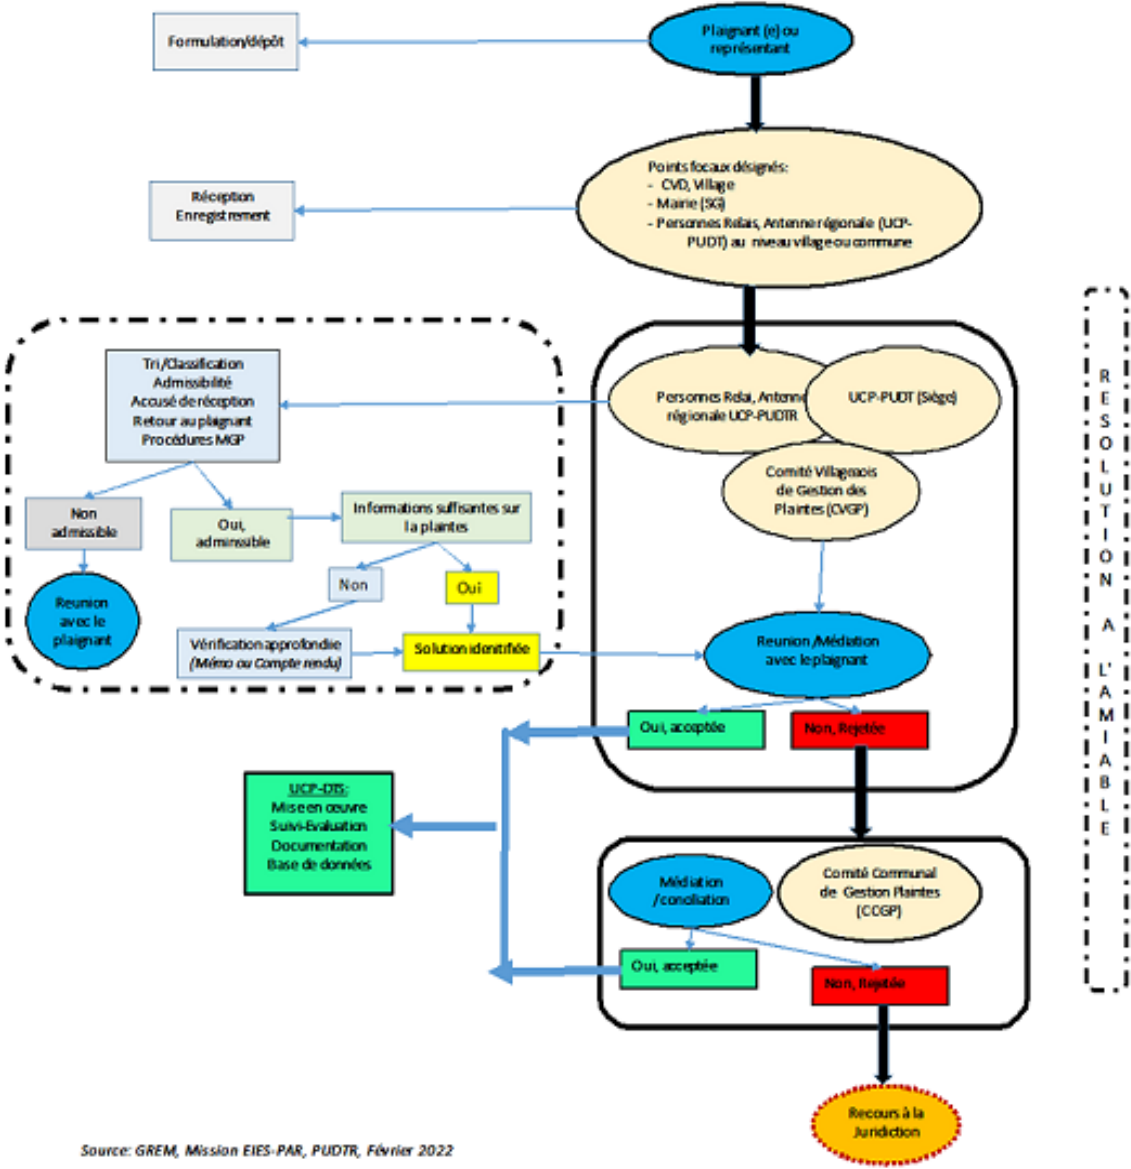 Plaignant (e) ou
représentant
Formulation/dépôt
Points focaux désignés:
- CVD, Village
- Mairie (SG)
- Personnes Relais, Antenne régionale (UCP-
PUDT) au niveau village ou commune
Réception
Enregistrement
Tri/Classification
Admissibilité
Accusé de réception
Retour au plaignant
Procédures MGP
Personnes Relai, Antenne
régionale UCP-PUDTR
UCP-PUDT (Siège)
Comité Villageaois
de Gestion des
Plaintes (CVGP)
Non
admissible
Oui,
adminssible
Informations suffisantes sur
la plaintes
Non
Oui
Reunion
avec le
plaignant
Vérification approfondie
(Mémo ou Compte rendu)
Solution identifiée
Reunion /Médiation
avec le plaignant
Oui, acceptée
Non, Rejetée
UCP-DTS:
Mise en œuvre
Suivi-Evaluation
Documentation
Base de données
Médiation
/conciliation
Comité Communal
de Gestion Plaintes
(CCGP)
Oui, acceptée
Non, Rejetée
Recours à la
Juridiction
RESOLUTION A L'AMIABLE
Source: GREM, Mission EIES-PAR, PUDTR, Février 2022